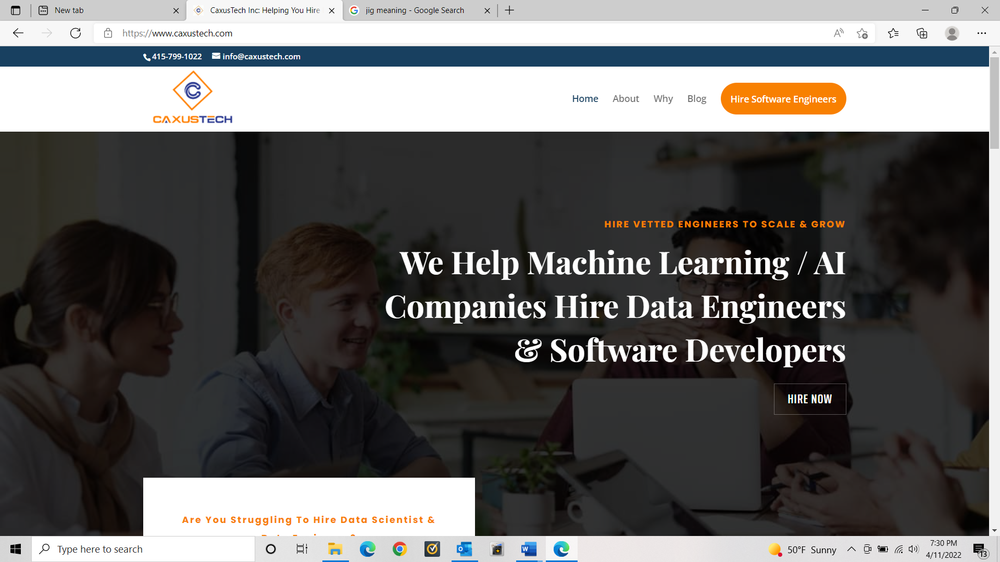 New tab
CaxusTech Inc: Helping You Hire
jig meaning - Google Search
https://www.caxustech.com
415-799-1022
info@caxustech.com
CAXUSTECH
Home
About
Why
Blog
Hire Software Engineers
HIRE VETTED ENGINEERS TO SCALE & GROW
We Help Machine Learning / AI
Companies Hire Data Engineers
& Software Developers
HIRE NOW
Are You Struggling To Hire Data Scientist &
Type here to search
50°F Sunny
7:30 PM
4/11/2022
13